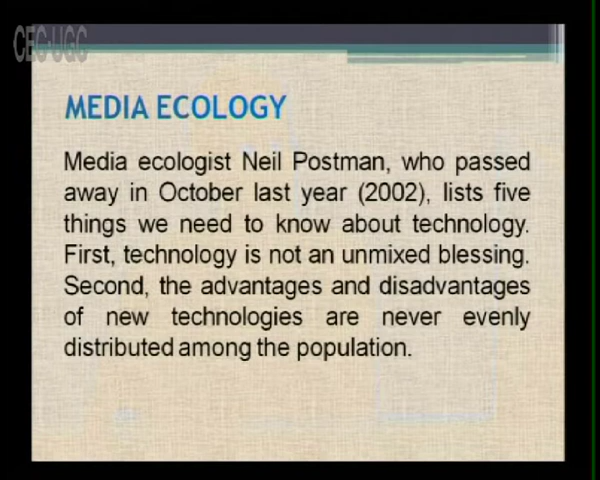 CEC-UGC
MEDIA ECOLOGY
Media ecologist Neil Postman, who passed
away in October last year (2002), lists five
things we need to know about technology.
First, technology is not an unmixed blessing.
Second, the advantages and disadvantages
of new technologies are never evenly
distributed among the population.